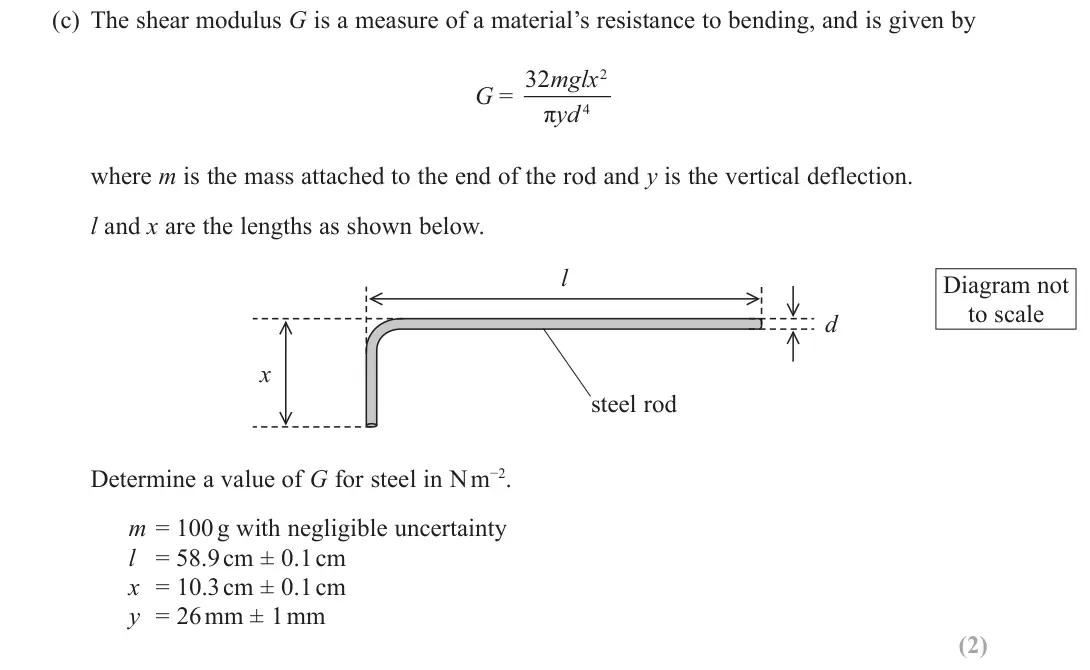 (c) The shear modulus G is a measure of a material’s resistance to bending, and is given by
G = 32mglx² / πyd⁴
where m is the mass attached to the end of the rod and y is the vertical deflection.
l and x are the lengths as shown below.
l
Diagram not
to scale
d
x
steel rod
Determine a value of G for steel in N m⁻².
m = 100 g with negligible uncertainty
l = 58.9 cm ± 0.1 cm
x = 10.3 cm ± 0.1 cm
y = 26 mm ± 1 mm
(2)